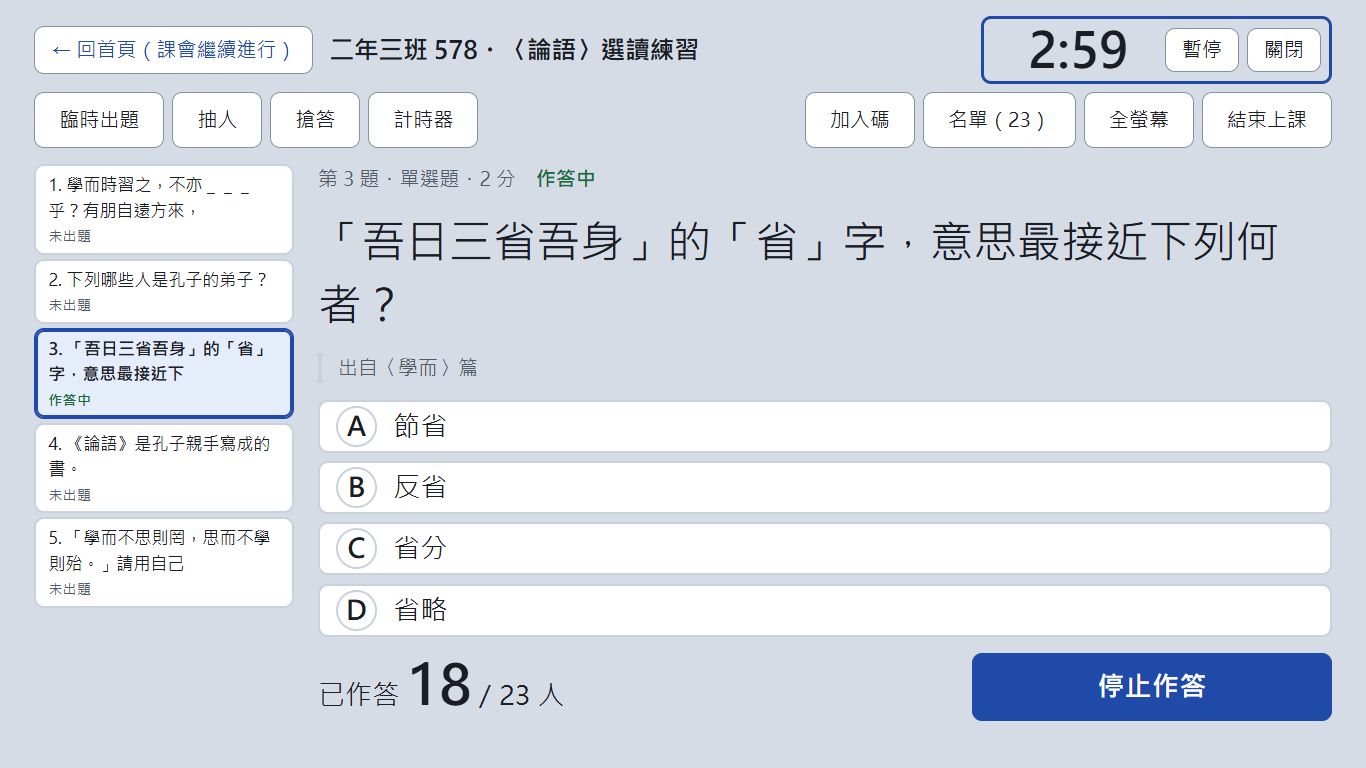 ← 回首頁（課會繼續進行）
二年三班 578・〈論語〉選讀練習
2:59
暫停
關閉
臨時出題
抽人
搶答
計時器
加入碼
名單（23）
全螢幕
結束上課
1. 學而時習之，不亦＿＿＿
乎？有朋自遠方來，
未出題
2. 下列哪些人是孔子的弟子？
未出題
3.「吾日三省吾身」的「省」
字，意思最接近下
作答中
4. 《論語》是孔子親手寫成的
書。
未出題
5. 「學而不思則罔，思而不學
則殆。」請用自己
未出題
第 3 題・單選題・2 分 作答中
「吾日三省吾身」的「省」字，意思最接近下列何
者？
出自〈學而〉篇
A 節省
B 反省
C 省分
D 省略
已作答 18 / 23 人
停止作答